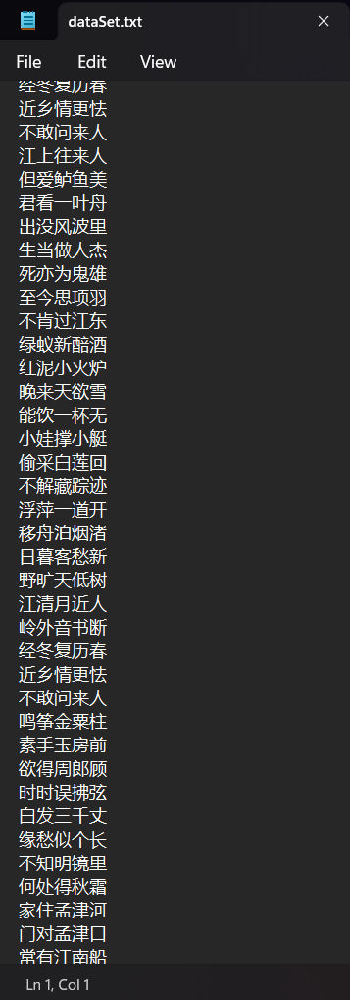 dataSet.txt
File Edit View
经冬复历春
近乡情更怯
不敢问来人
江上往来人
但爱鲈鱼美
君看一叶舟
出没风波里
生当做人杰
死亦为鬼雄
至今思项羽
不肯过江东
绿蚁新醅酒
红泥小火炉
晚来天欲雪
能饮一杯无
小娃撑小艇
偷采白莲回
不解藏踪迹
浮萍一道开
移舟泊烟渚
日暮客愁新
野旷天低树
江清月近人
岭外音书断
经冬复历春
近乡情更怯
不敢问来人
鸣筝金粟柱
素手玉房前
欲得周郎顾
时时误拂弦
白发三千丈
缘愁似个长
不知明镜里
何处得秋霜
家住孟津河
门对孟津口
常有江南船
Ln 1, Col 1